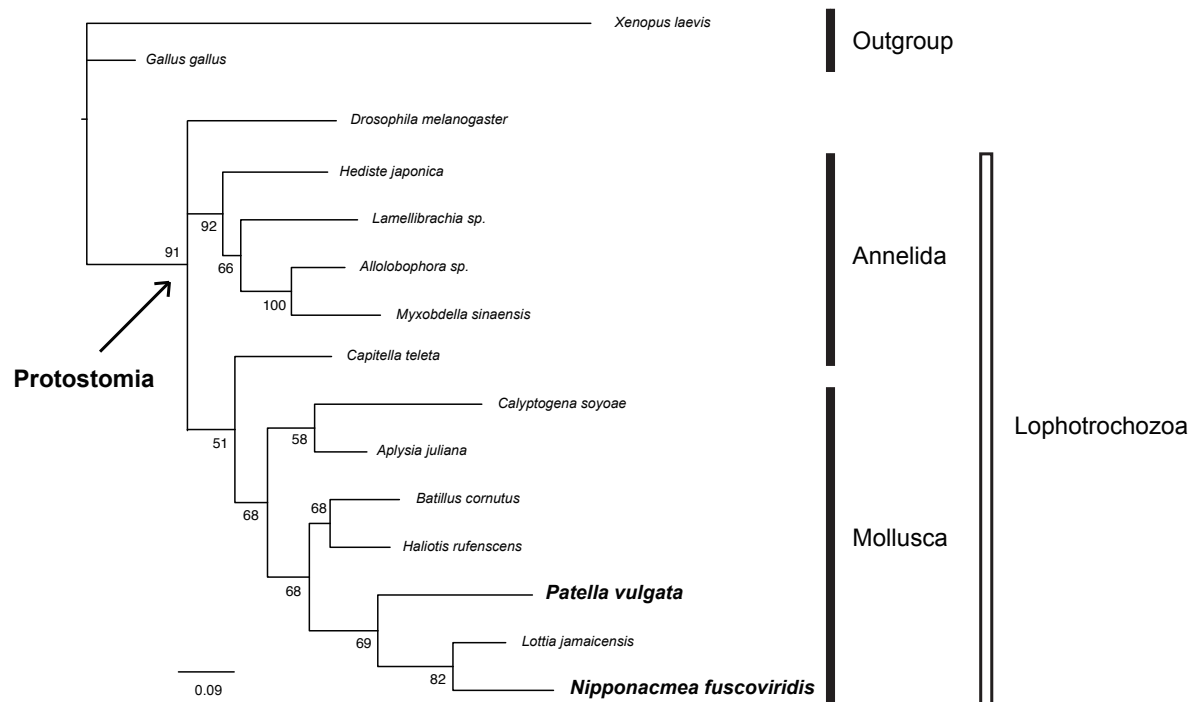 Xenopus laevis
Outgroup
Gallus gallus
Drosophila melanogaster
Hediste japonica
92
Lamellibrachia sp.
91
66
Allolobophora sp.
Annelida
100
Myxobdella sinaensis
Protostomia
Capitella teleta
51
Calyptogena soyoae
58
Aplysia juliana
Lophotrochozoa
68
Batillus cornutus
68
Haliotis rufenscens
Mollusca
68
Patella vulgata
69
Lottia jamaicensis
82
Nipponacmea fuscoviridis
0.09